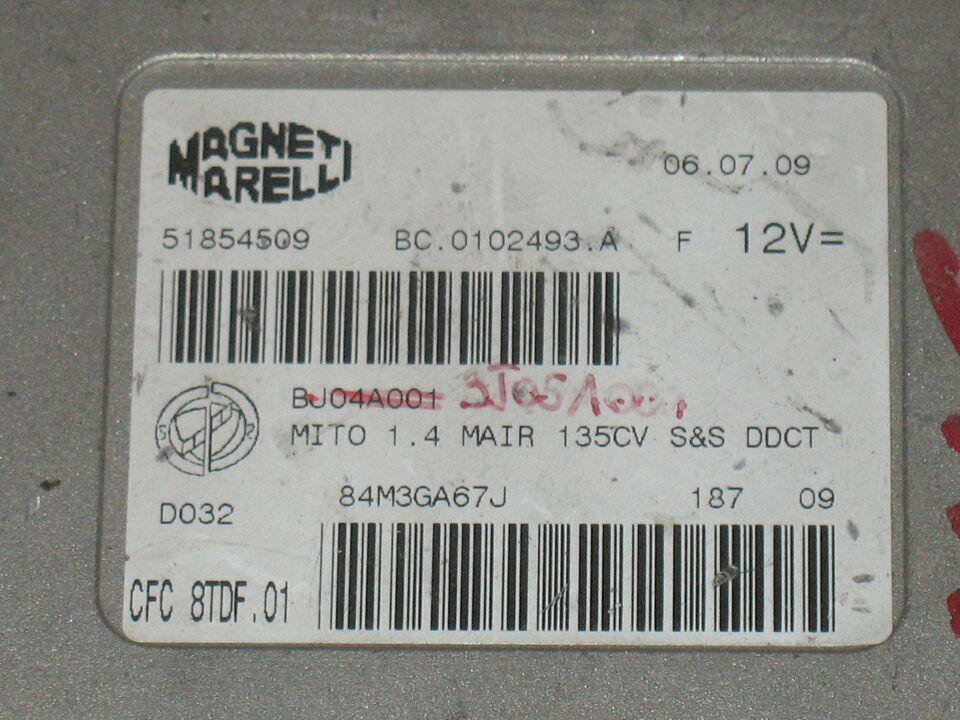 MAGNETI
MARELLI
06.07.09
51854509 BC.0102493.A F 12V=
BJ04A001
MITO 1.4 MAIR 135CV S&S DDCT
84M3GA67J 187 09
D032
CFC 8TDF.01